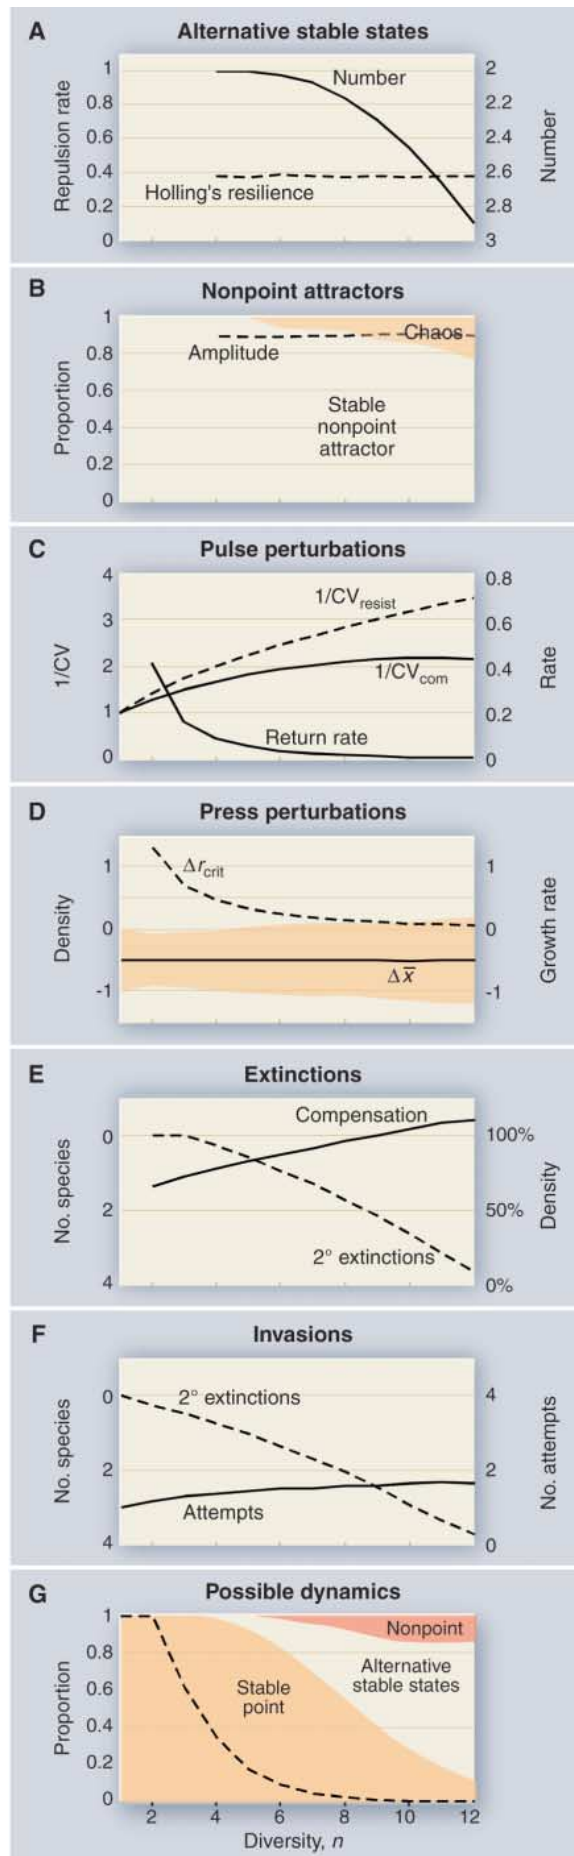 A Alternative stable states
Repulsion rate
1
0.8
0.6
0.4
0.2
0
Number
Holling's resilience
2
2.2
2.4
2.6
2.8
3
Number
B Nonpoint attractors
Proportion
1
0.8
0.6
0.4
0.2
0
Chaos
Amplitude
Stable
nonpoint
attractor
C Pulse perturbations
1/CV
4
3
2
1
0
1/CVresist
1/CVcom
Return rate
0.8
0.6
0.4
0.2
0
Rate
D Press perturbations
Density
1
0
-1
Δrcrit
Δx̅
1
0
-1
Growth rate
E Extinctions
No. species
0
2
4
Compensation
2° extinctions
100%
50%
0%
Density
F Invasions
No. species
0
2
4
2° extinctions
Attempts
4
2
0
No. attempts
G Possible dynamics
Proportion
1
0.8
0.6
0.4
0.2
0
Nonpoint
Alternative
stable states
Stable
point
2 4 6 8 10 12
Diversity, n